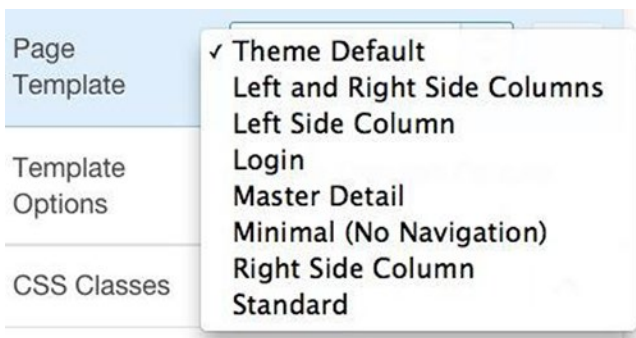 Page
Template
✓ Theme Default
Left and Right Side Columns
Left Side Column
Login
Master Detail
Minimal (No Navigation)
Right Side Column
Standard
Template
Options
CSS Classes